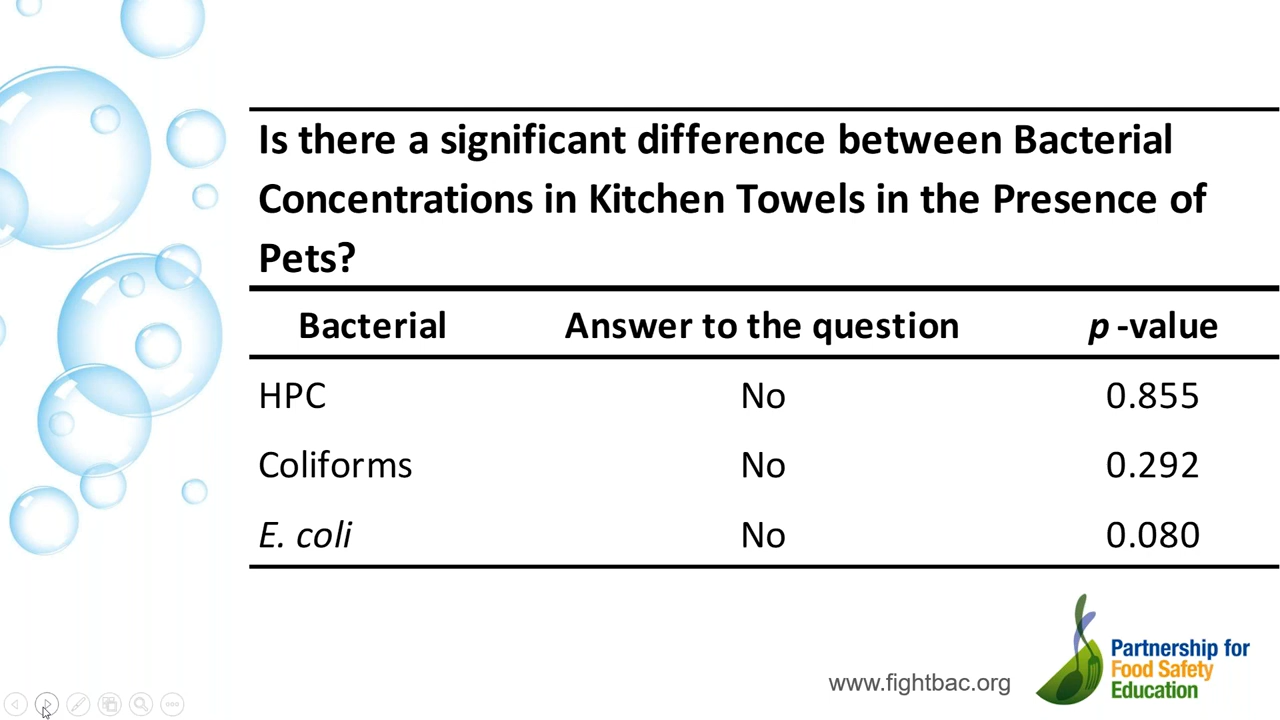 Is there a significant difference between Bacterial
Concentrations in Kitchen Towels in the Presence of
Pets?
Bacterial Answer to the question p -value
HPC No 0.855
Coliforms No 0.292
E. coli No 0.080
www.fightbac.org
Partnership for
Food Safety
Education